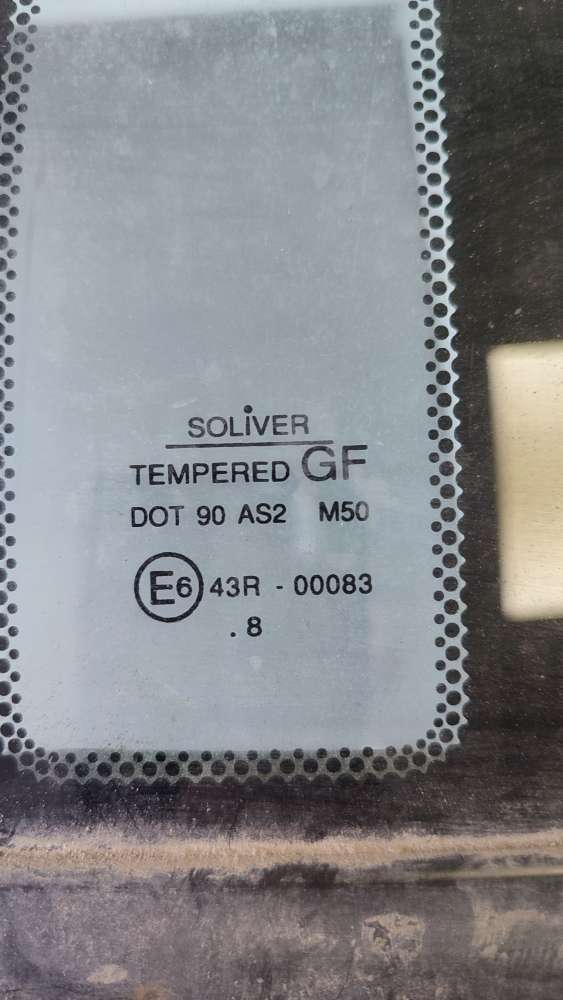 SOLiVER
TEMPERED GF
DOT 90 AS2 M50
E6 43R - 00083
. 8